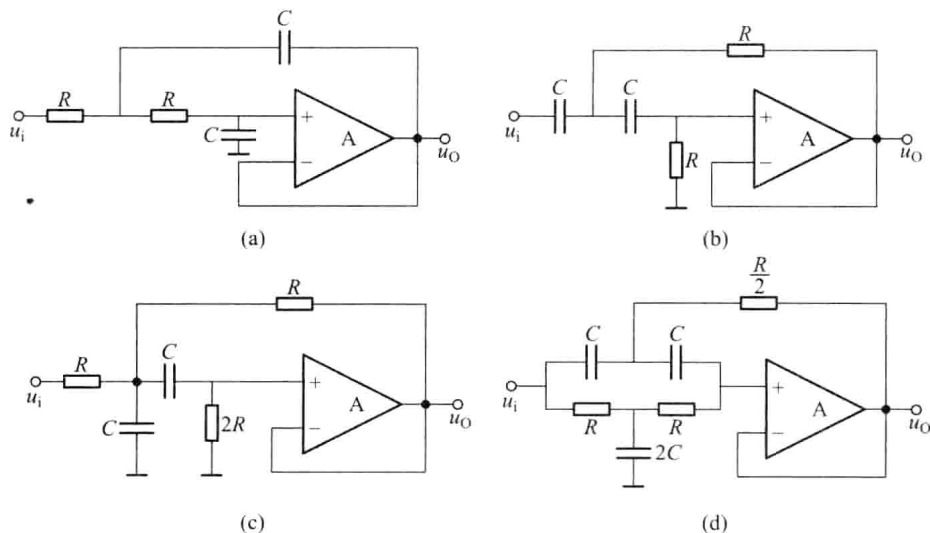 C
R
R
C
+
A
−
u_i
u_O
(a)
R
C
C
+
A
−
R
u_i
u_O
(b)
R
R
C
+
A
−
C
2R
u_i
u_O
(c)
R/2
C
C
+
A
−
R
R
2C
u_i
u_O
(d)